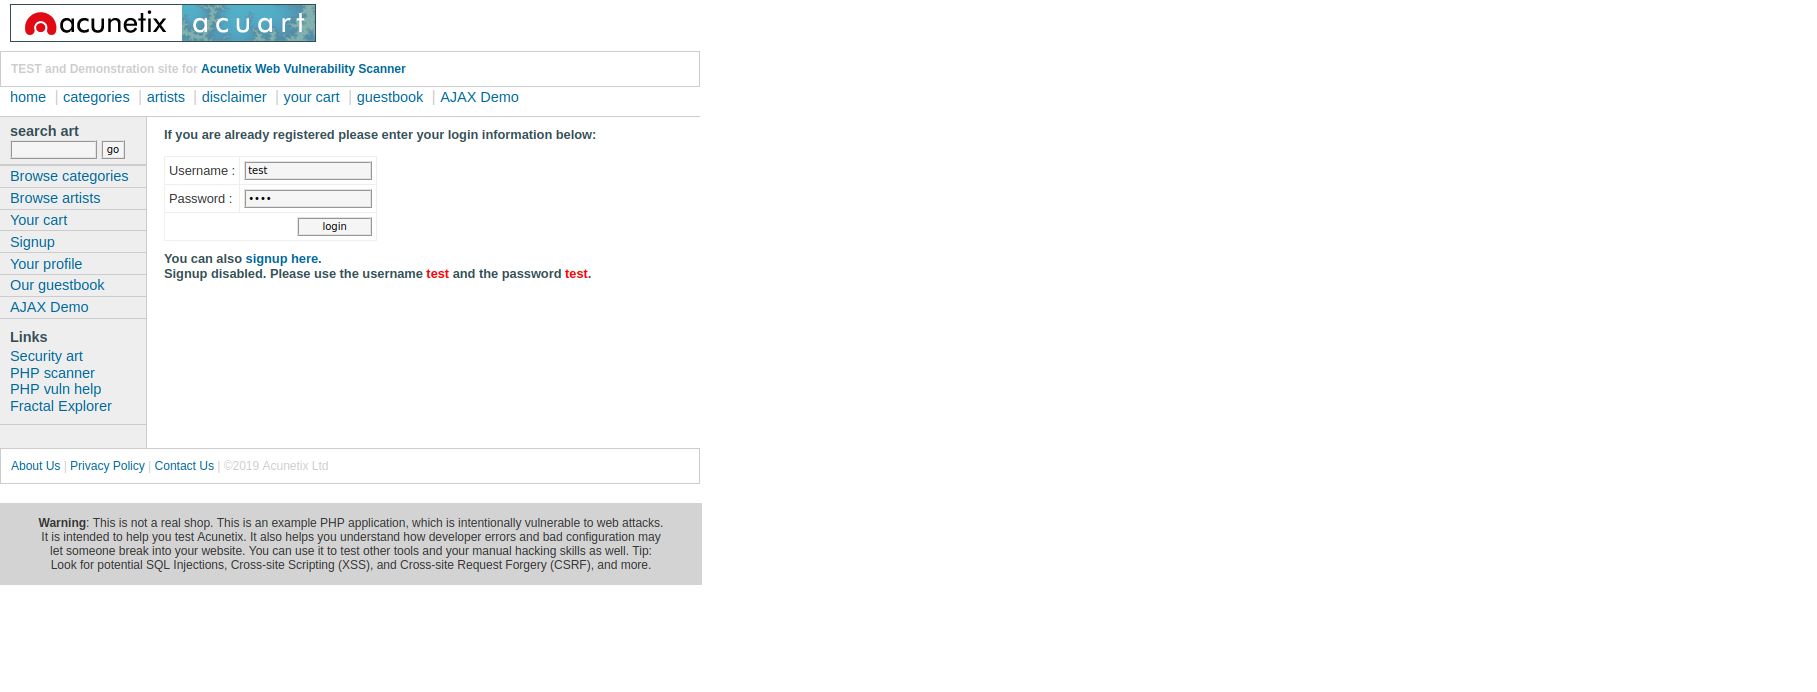 acunetix acuart
TEST and Demonstration site for Acunetix Web Vulnerability Scanner
home | categories | artists | disclaimer | your cart | guestbook | AJAX Demo
search art
go
Browse categories
Browse artists
Your cart
Signup
Your profile
Our guestbook
AJAX Demo
Links
Security art
PHP scanner
PHP vuln help
Fractal Explorer
If you are already registered please enter your login information below:
Username : test
Password : ••••
login
You can also signup here.
Signup disabled. Please use the username test and the password test.
About Us | Privacy Policy | Contact Us | ©2019 Acunetix Ltd
Warning: This is not a real shop. This is an example PHP application, which is intentionally vulnerable to web attacks.
It is intended to help you test Acunetix. It also helps you understand how developer errors and bad configuration may
let someone break into your website. You can use it to test other tools and your manual hacking skills as well. Tip:
Look for potential SQL Injections, Cross-site Scripting (XSS), and Cross-site Request Forgery (CSRF), and more.